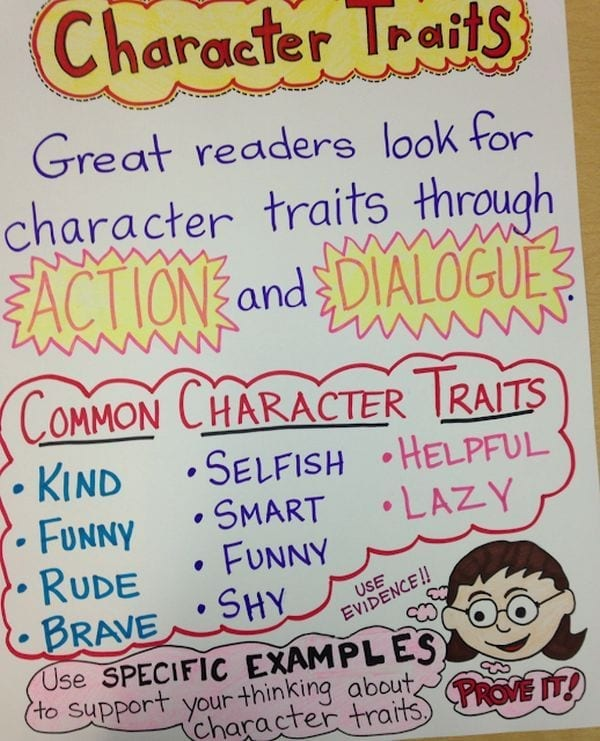 Character Traits
Great readers look for
character traits through
ACTION and DIALOGUE.
COMMON CHARACTER TRAITS
• KIND
• FUNNY
• RUDE
• BRAVE
• SELFISH
• SMART
• FUNNY
• SHY
• HELPFUL
• LAZY
USE
EVIDENCE!!
Use SPECIFIC EXAMPLES
to support your thinking about
character traits.
PROVE IT!